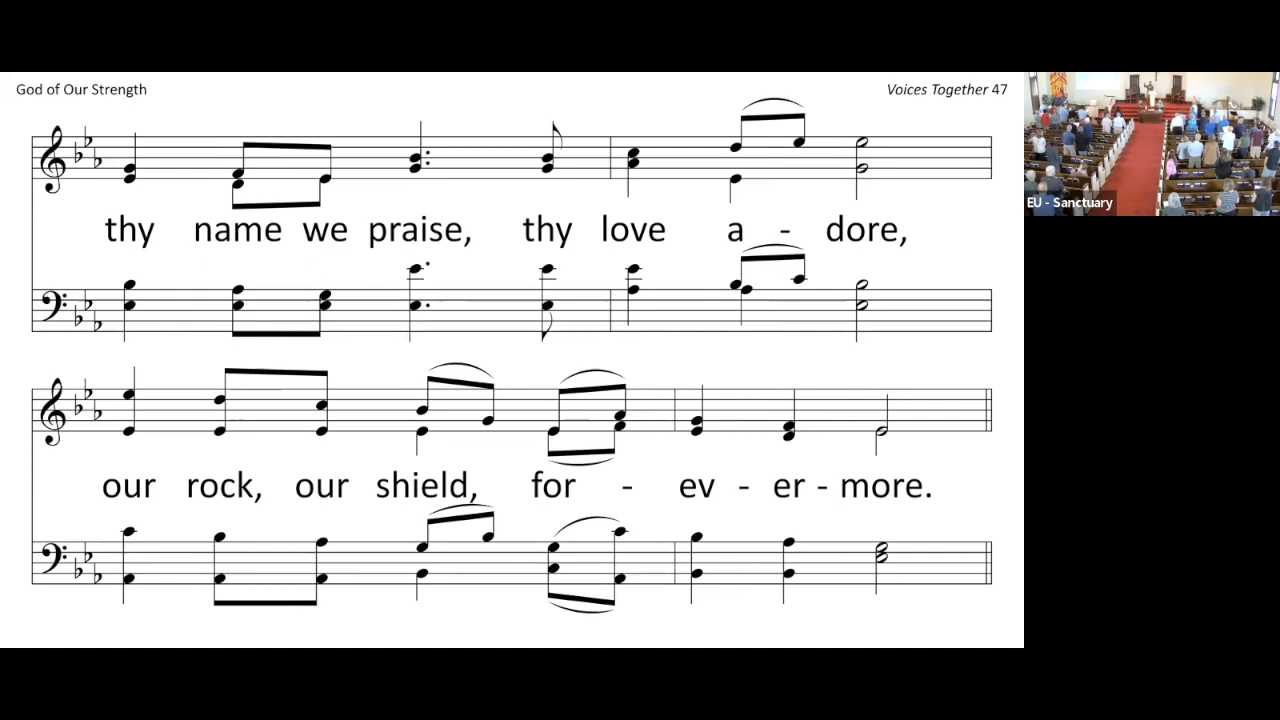 God of Our Strength
Voices Together 47
thy name we praise, thy love a - dore,
our rock, our shield, for - ev - er - more.
EU - Sanctuary